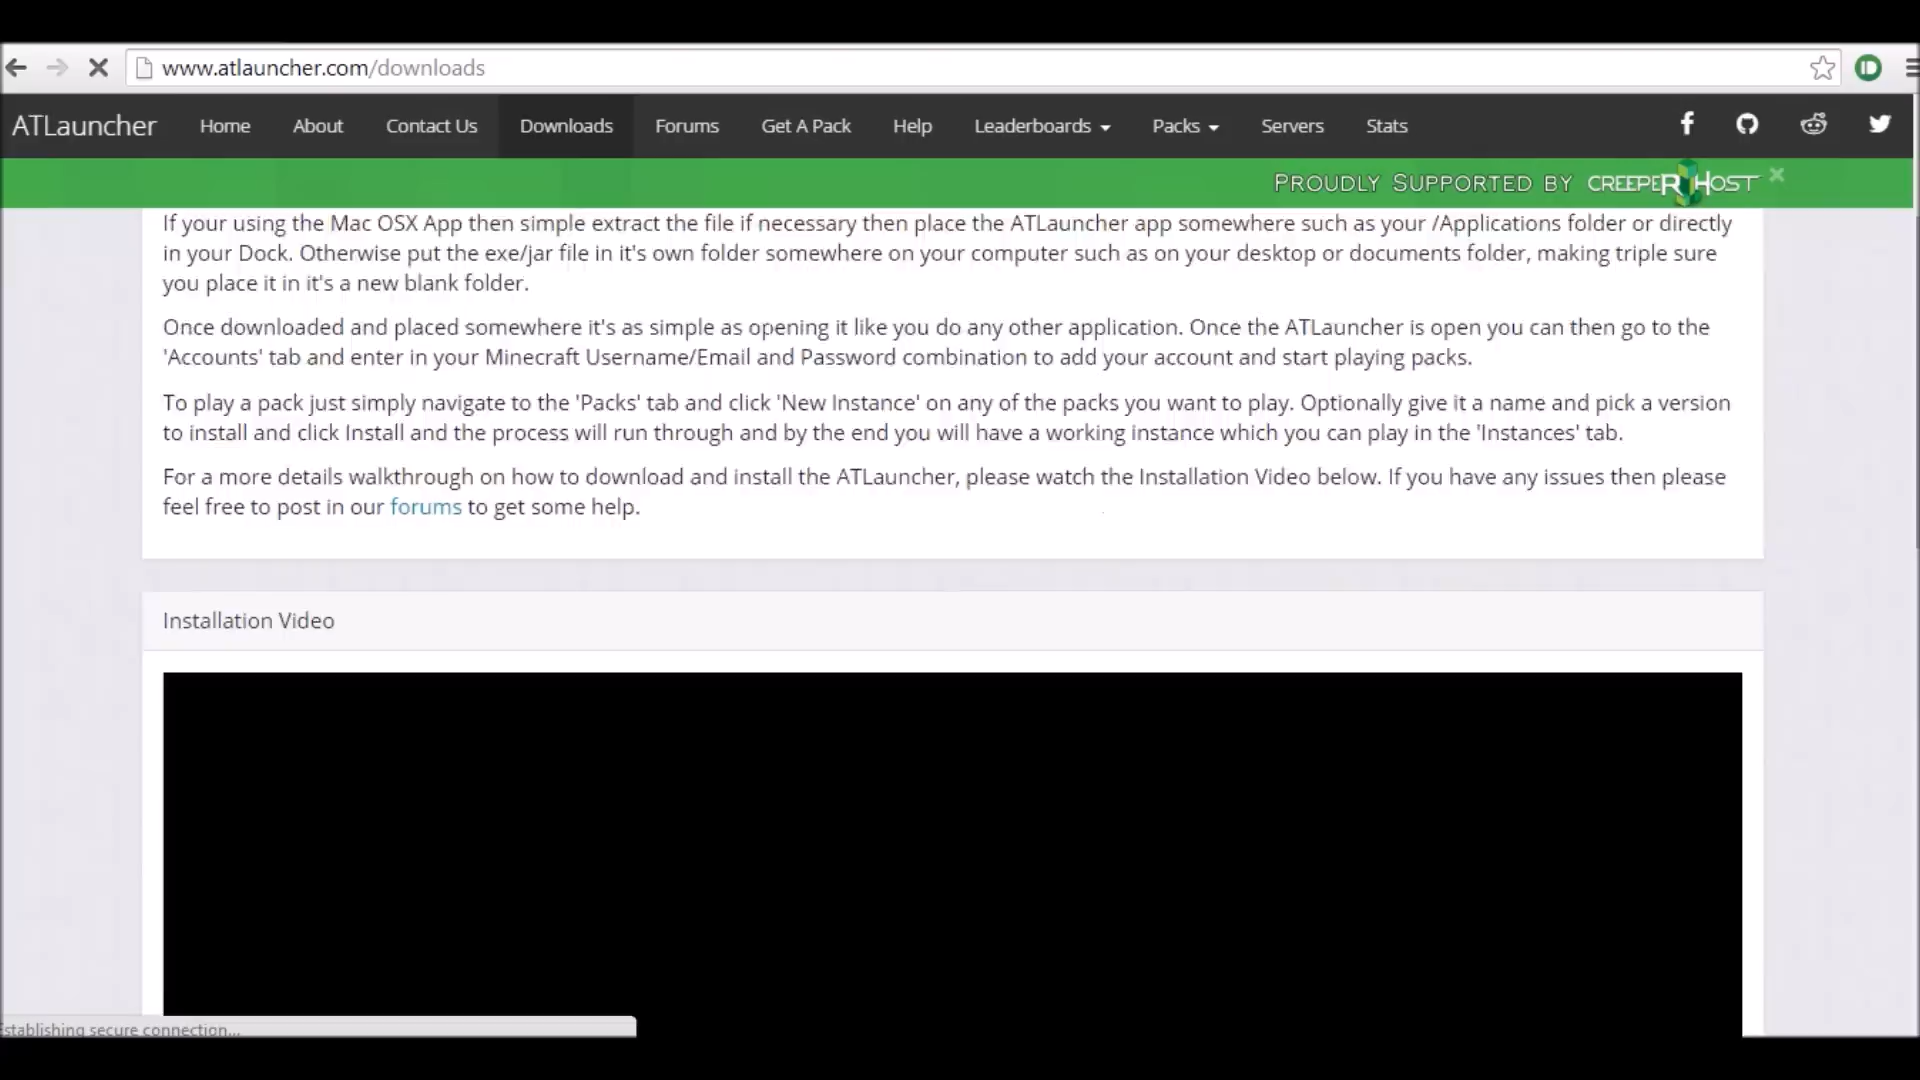 www.atlauncher.com/downloads
ATLauncher Home About Contact Us Downloads Forums Get A Pack Help Leaderboards Packs Servers Stats
PROUDLY SUPPORTED BY CREEPERHOST
If your using the Mac OSX App then simple extract the file if necessary then place the ATLauncher app somewhere such as your /Applications folder or directly
in your Dock. Otherwise put the exe/jar file in it's own folder somewhere on your computer such as on your desktop or documents folder, making triple sure
you place it in it's a new blank folder.
Once downloaded and placed somewhere it's as simple as opening it like you do any other application. Once the ATLauncher is open you can then go to the
'Accounts' tab and enter in your Minecraft Username/Email and Password combination to add your account and start playing packs.
To play a pack just simply navigate to the 'Packs' tab and click 'New Instance' on any of the packs you want to play. Optionally give it a name and pick a version
to install and click Install and the process will run through and by the end you will have a working instance which you can play in the 'Instances' tab.
For a more details walkthrough on how to download and install the ATLauncher, please watch the Installation Video below. If you have any issues then please
feel free to post in our forums to get some help.
Installation Video
Establishing secure connection...